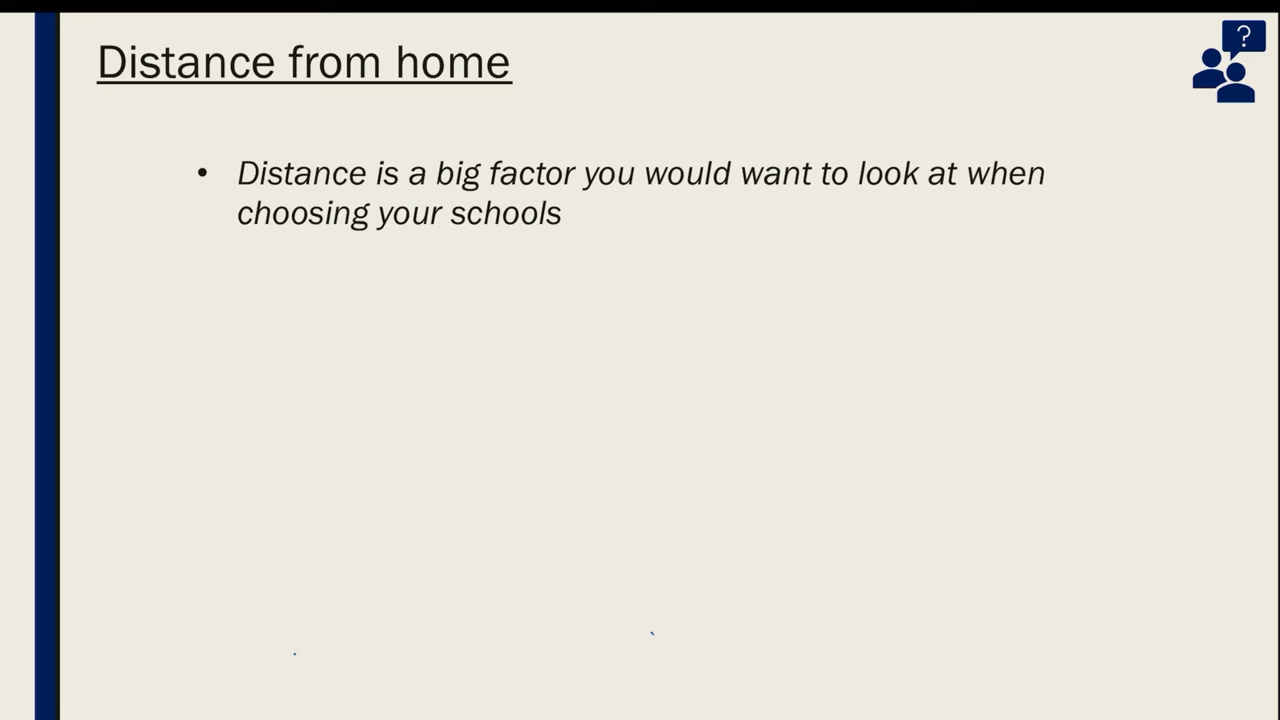 Distance from home
?
• Distance is a big factor you would want to look at when
choosing your schools